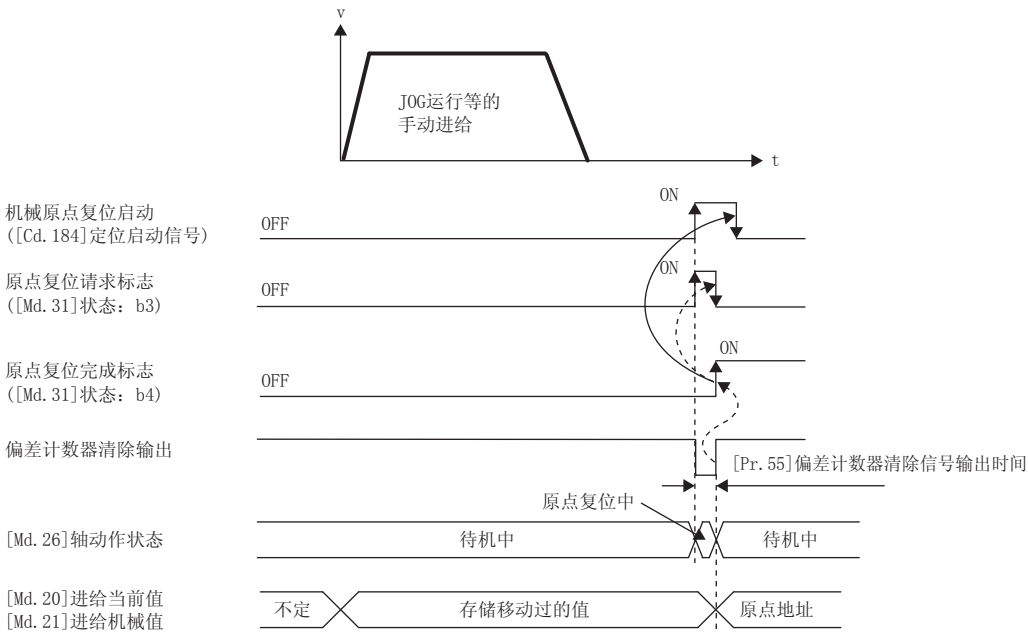 v
JOG运行等的
手动进给
t
机械原点复位启动
([Cd.184]定位启动信号)
OFF
ON
原点复位请求标志
([Md.31]状态：b3)
OFF
ON
原点复位完成标志
([Md.31]状态：b4)
OFF
ON
偏差计数器清除输出
[Pr.55]偏差计数器清除信号输出时间
原点复位中
[Md.26]轴动作状态
待机中
待机中
[Md.20]进给当前值
[Md.21]进给机械值
不定
存储移动过的值
原点地址